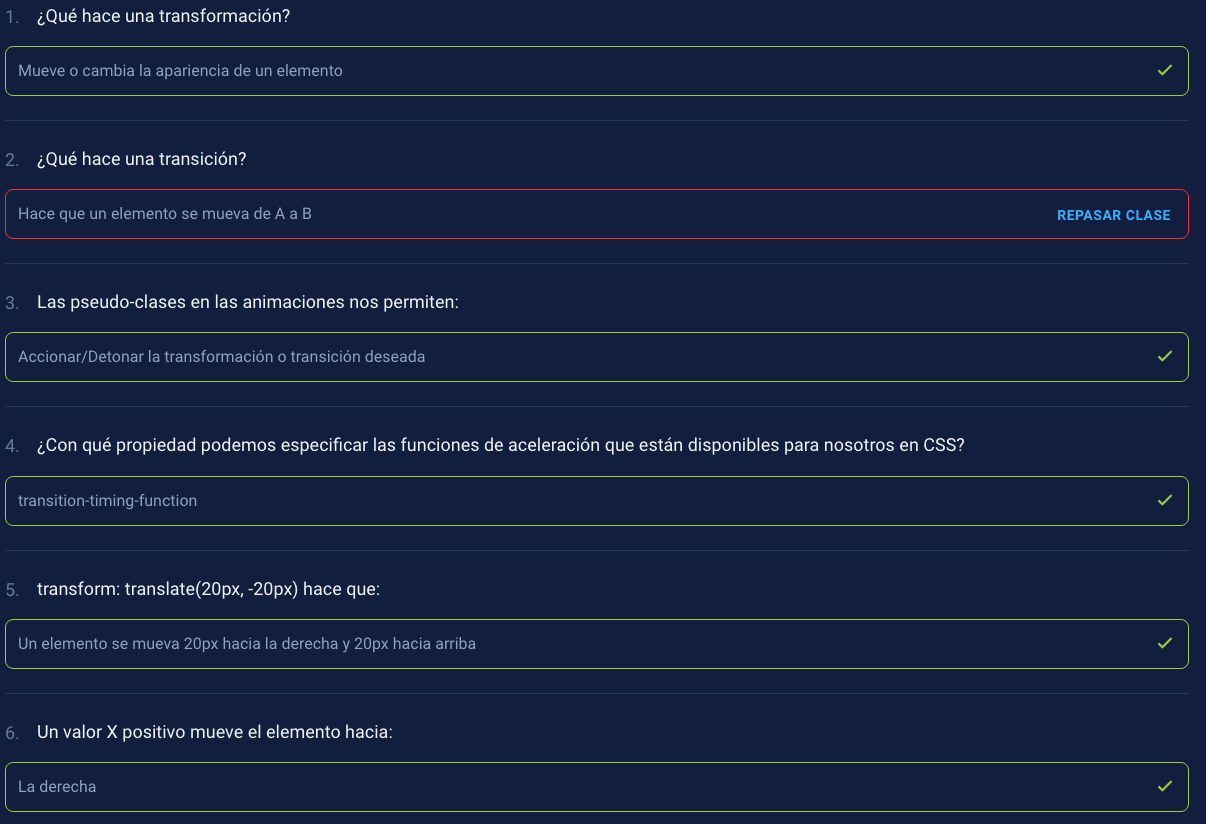 1. ¿Qué hace una transformación?
Mueve o cambia la apariencia de un elemento
2. ¿Qué hace una transición?
Hace que un elemento se mueva de A a B
REPASAR CLASE
3. Las pseudo-clases en las animaciones nos permiten:
Accionar/Detonar la transformación o transición deseada
4. ¿Con qué propiedad podemos especificar las funciones de aceleración que están disponibles para nosotros en CSS?
transition-timing-function
5. transform: translate(20px, -20px) hace que:
Un elemento se mueva 20px hacia la derecha y 20px hacia arriba
6. Un valor X positivo mueve el elemento hacia:
La derecha